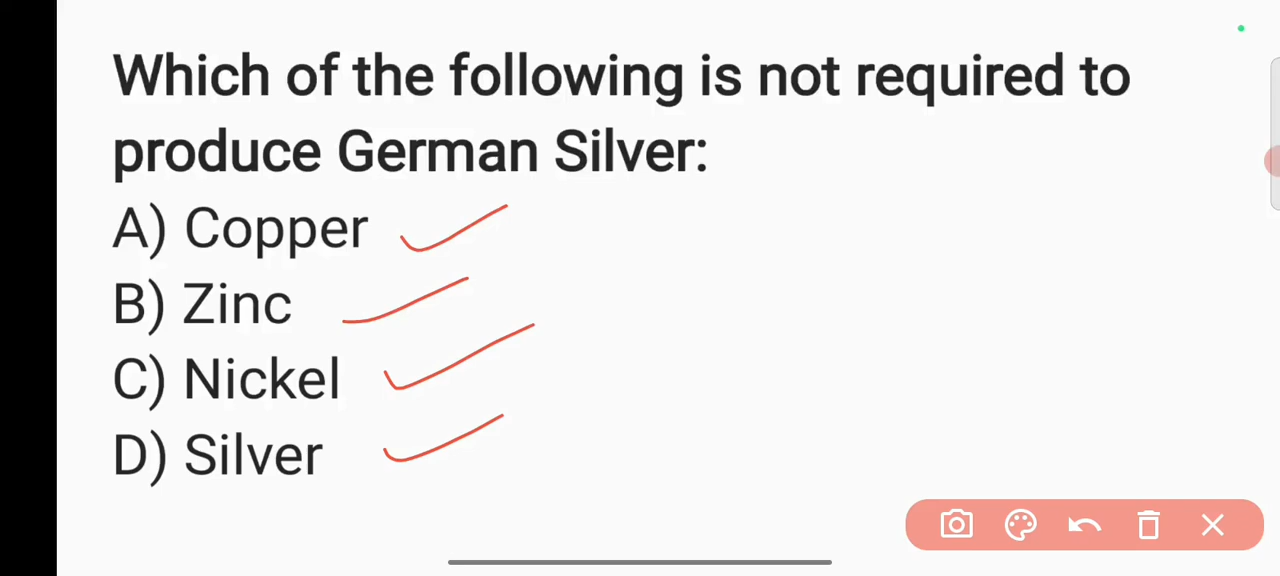 Which of the following is not required to
produce German Silver:
A) Copper
B) Zinc
C) Nickel
D) Silver